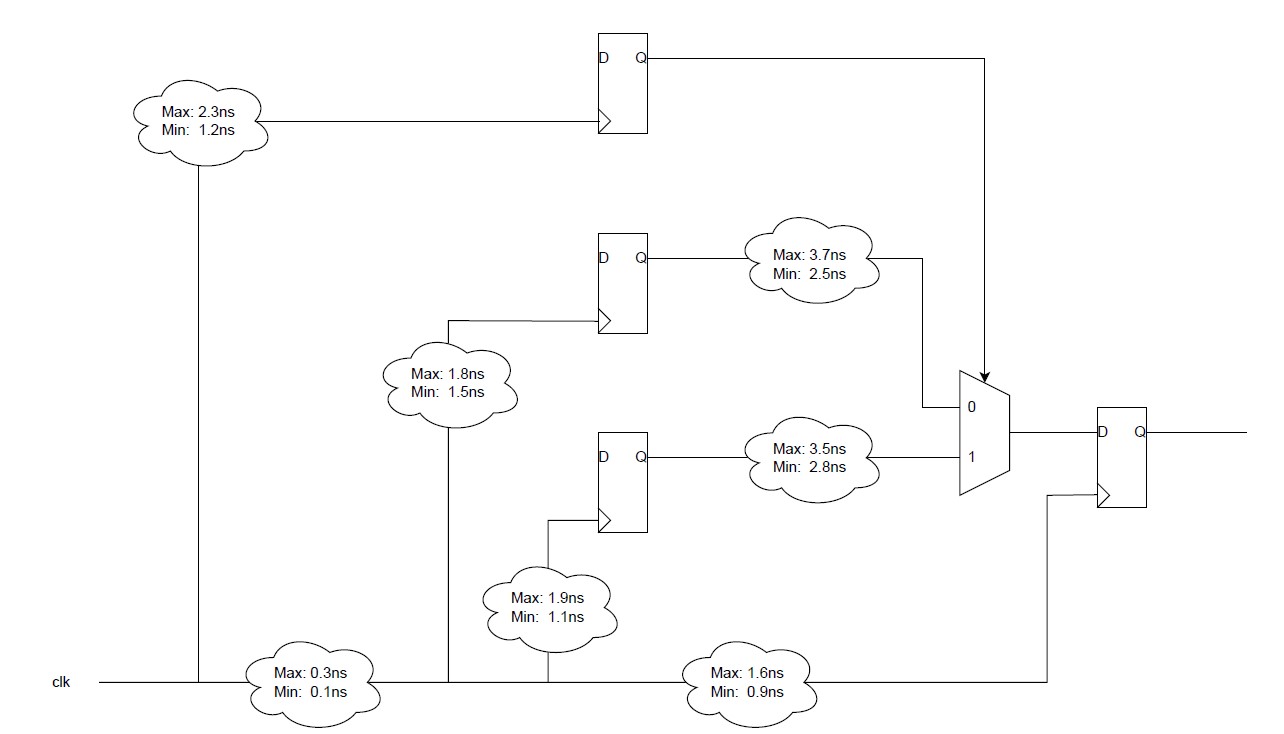 D Q
Max: 2.3ns
Min: 1.2ns
D Q
Max: 3.7ns
Min: 2.5ns
Max: 1.8ns
Min: 1.5ns
0
D Q
D Q
Max: 3.5ns
Min: 2.8ns
1
Max: 1.9ns
Min: 1.1ns
clk
Max: 0.3ns
Min: 0.1ns
Max: 1.6ns
Min: 0.9ns